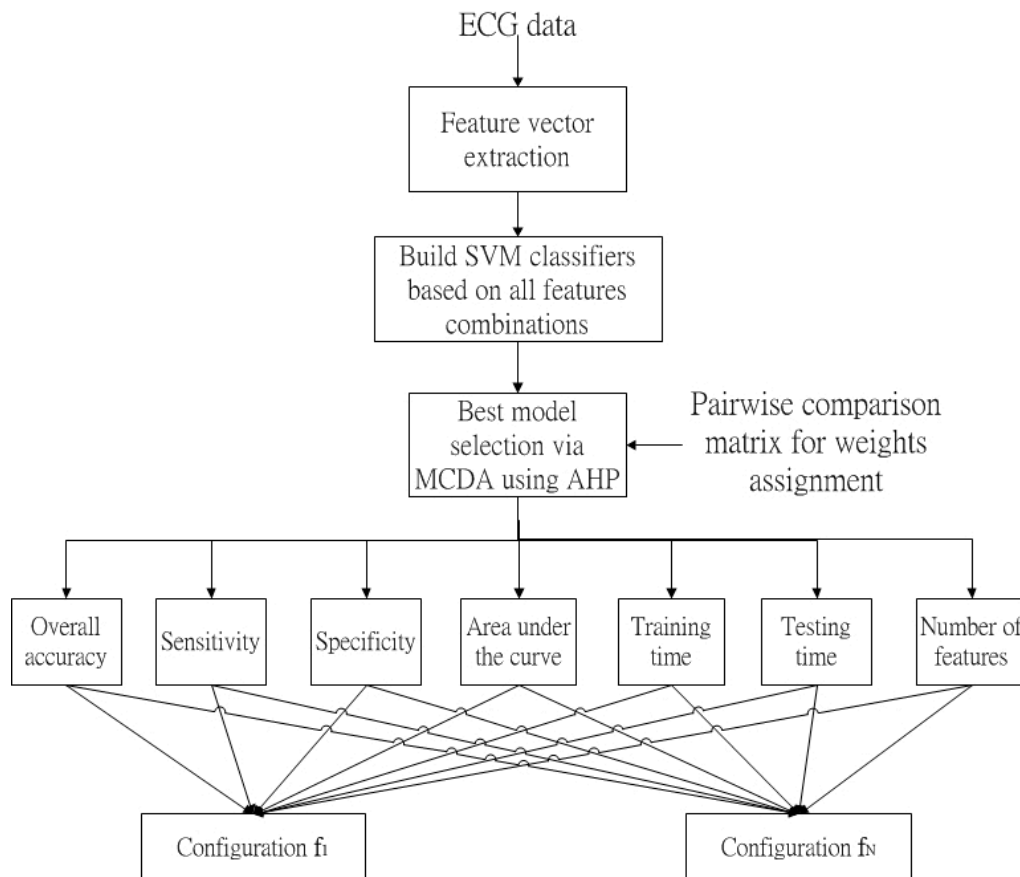 ECG data
Feature vector
extraction
Build SVM classifiers
based on all features
combinations
Best model
selection via
MCDA using AHP
Pairwise comparison
matrix for weights
assignment
Overall
accuracy
Sensitivity
Specificity
Area under
the curve
Training
time
Testing
time
Number of
features
Configuration f1
Configuration fN